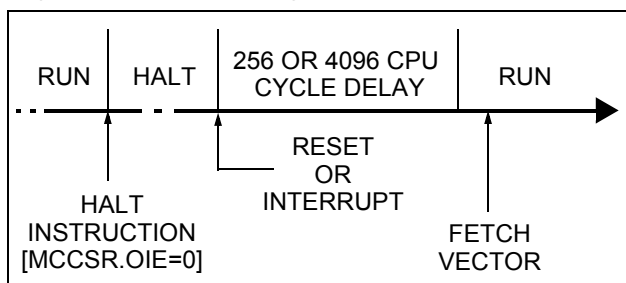 RUN
HALT
256 OR 4096 CPU
CYCLE DELAY
RUN
RESET
OR
INTERRUPT
HALT
INSTRUCTION
[MCCSR.OIE=0]
FETCH
VECTOR